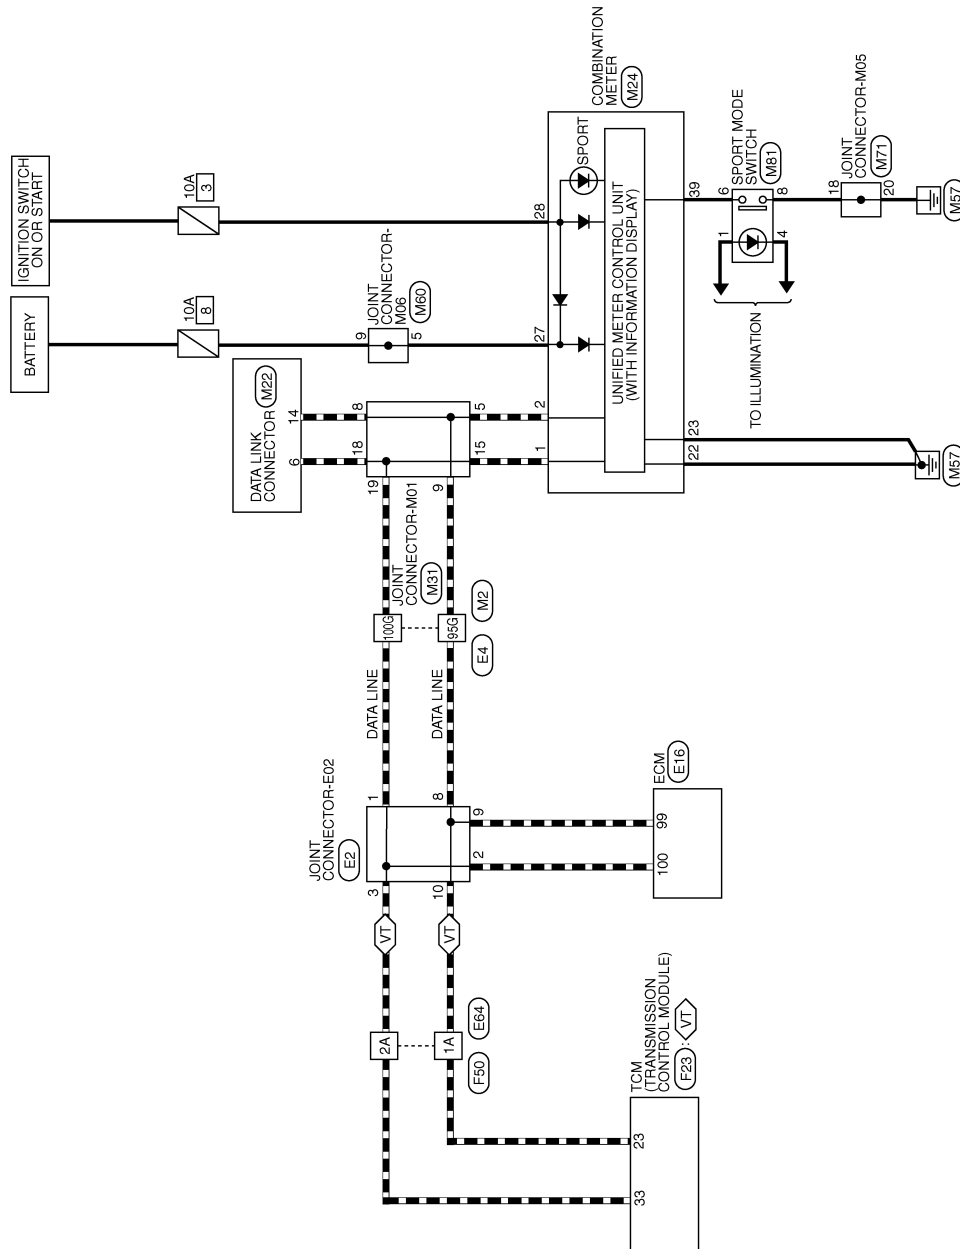 IGNITION SWITCH
ON OR START
BATTERY
10A
3
10A
8
JOINT
CONNECTOR-
M06
M60
9
5
DATA LINK
CONNECTOR
M22
14
6
8
18
5
15
19
9
JOINT
CONNECTOR-M01
M31
COMBINATION
METER
M24
28
27
2
1
SPORT
UNIFIED METER CONTROL UNIT
(WITH INFORMATION DISPLAY)
39
23
22
SPORT MODE
SWITCH
M81
6
8
1
4
TO ILLUMINATION
JOINT
CONNECTOR-M05
M71
18
20
M57
M57
100G
95G
M2
E4
DATA LINE
DATA LINE
JOINT
CONNECTOR-E02
E2
1
8
9
2
3
10
ECM
E16
99
100
VT
VT
2A
1A
E64
F50
TCM
(TRANSMISSION
CONTROL MODULE)
F23 : VT
23
33